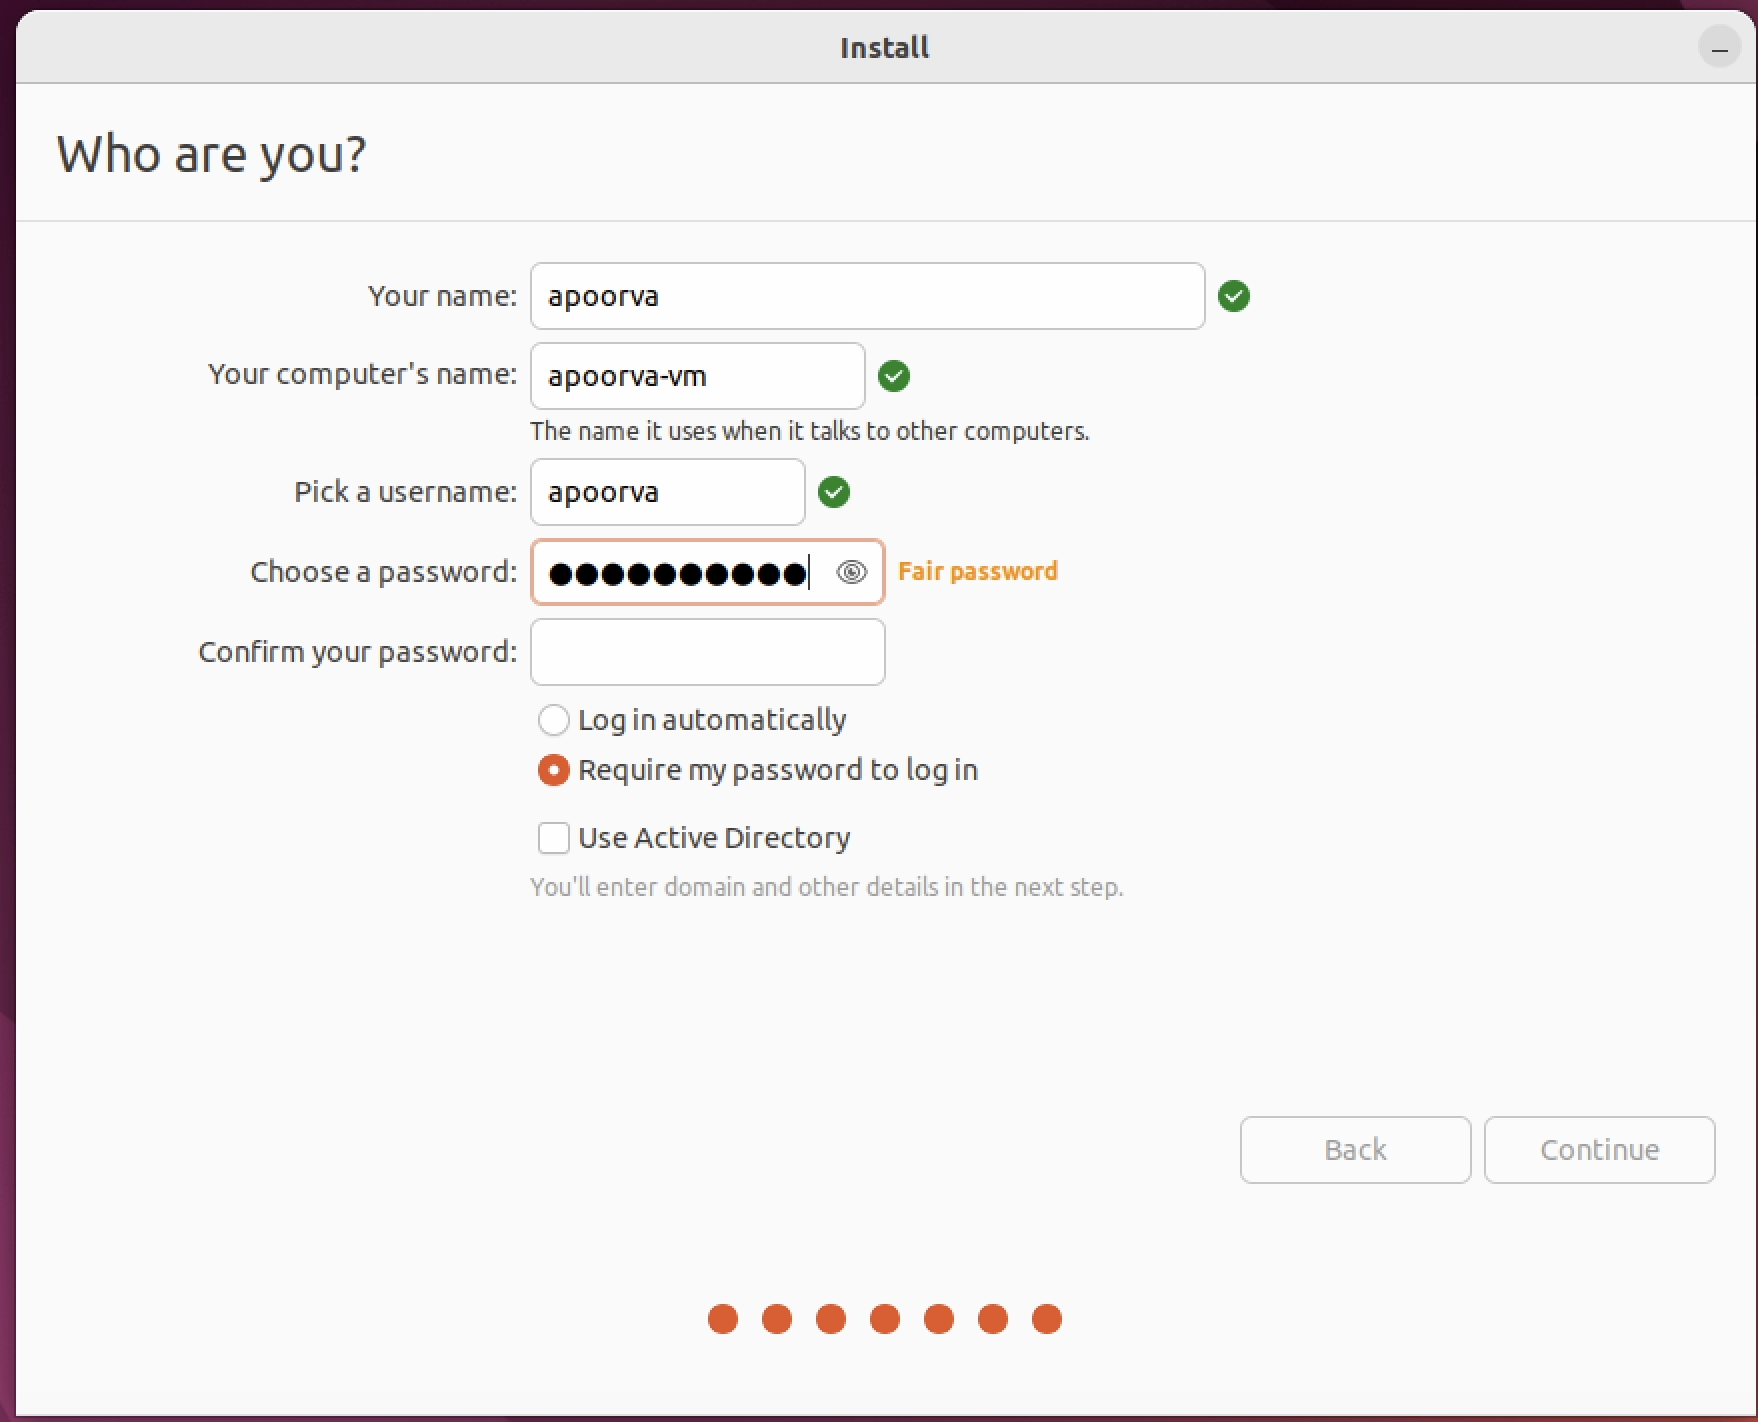 Install
Who are you?
Your name: apoorva
Your computer's name: apoorva-vm
The name it uses when it talks to other computers.
Pick a username: apoorva
Choose a password: ●●●●●●●●●● Fair password
Confirm your password:
Log in automatically
Require my password to log in
Use Active Directory
You'll enter domain and other details in the next step.
Back Continue